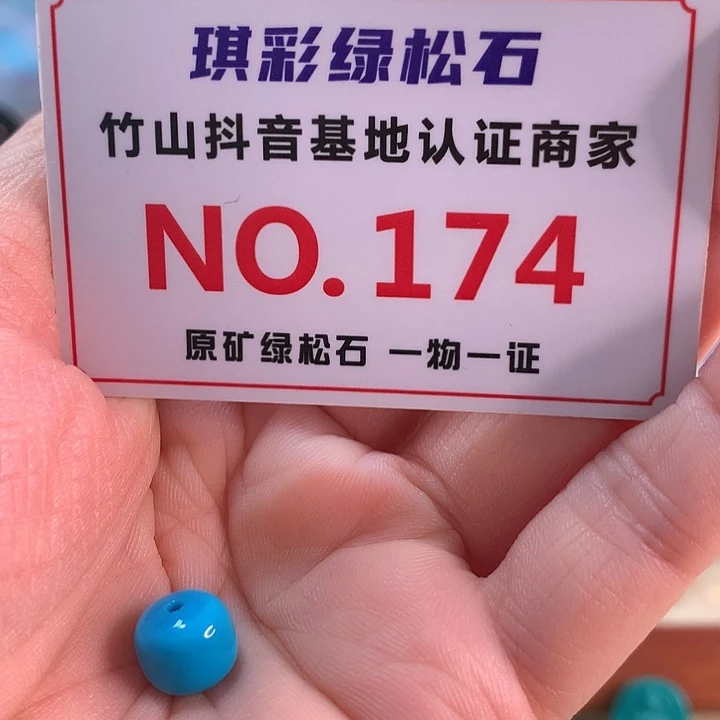 琪彩绿松石
竹山抖音基地认证商家
NO.174
原矿绿松石 一物一证